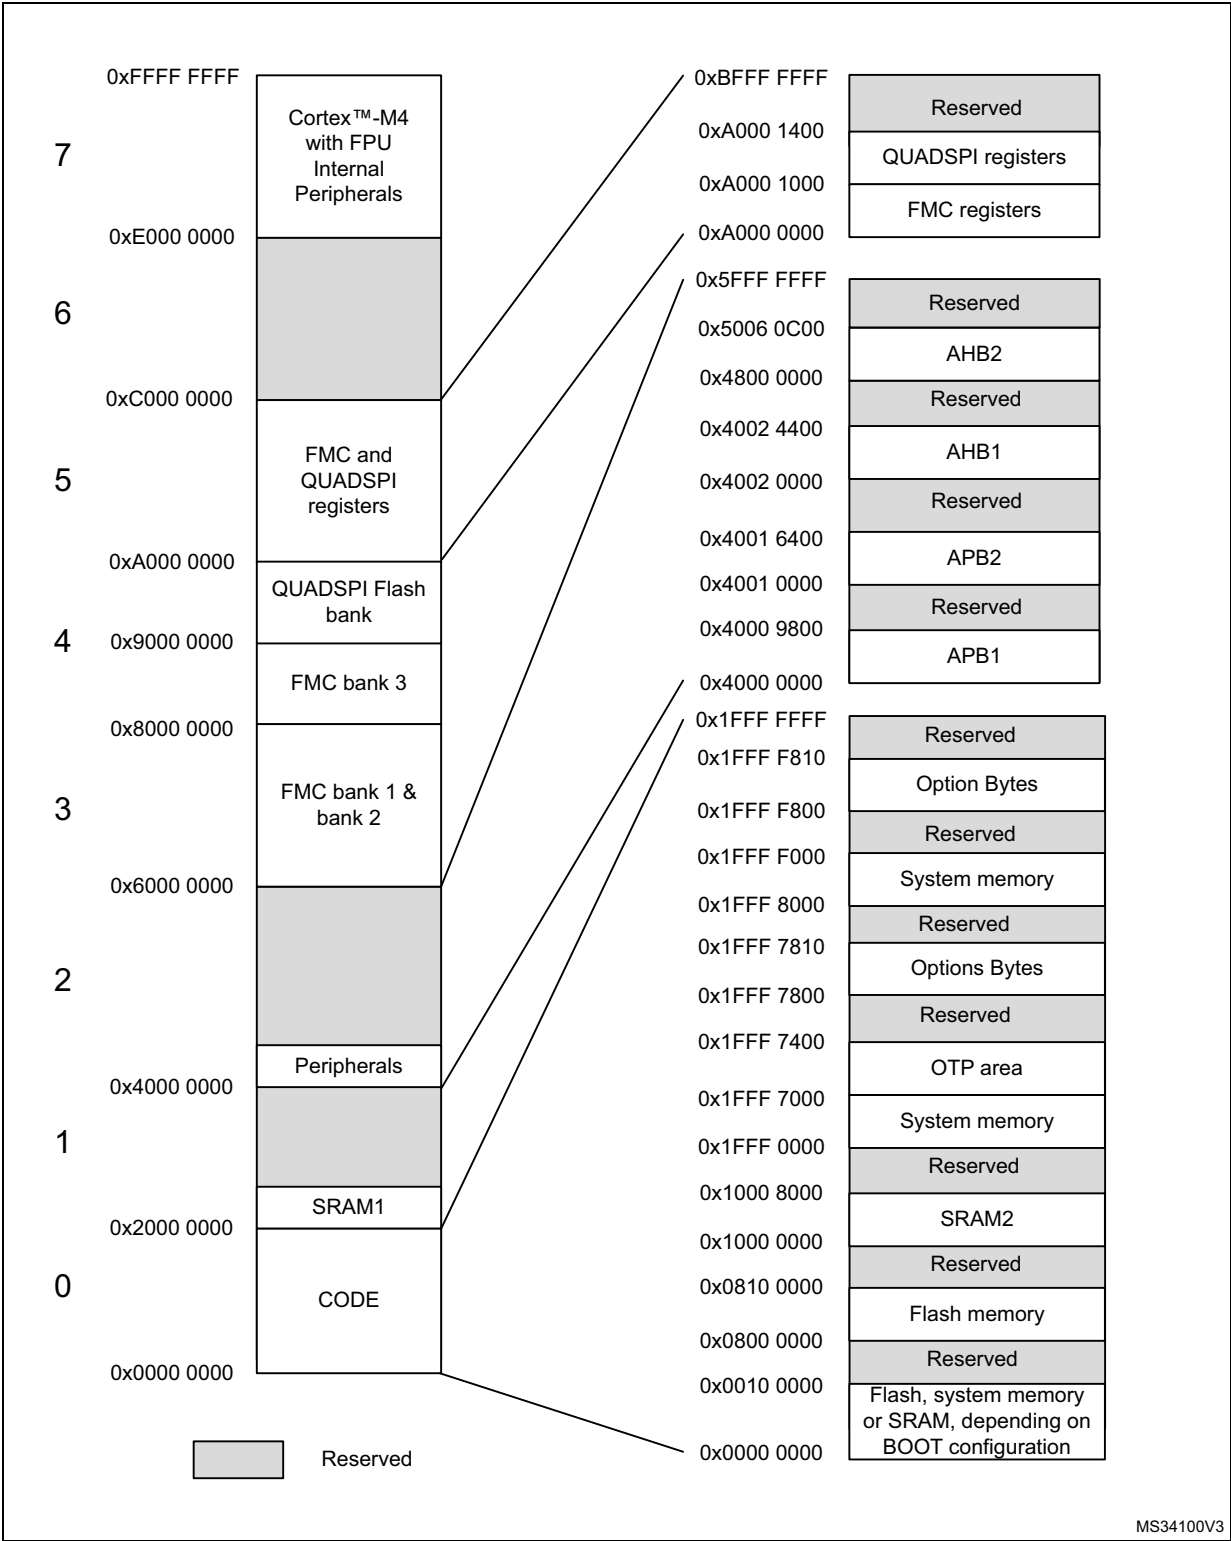 0xFFFF FFFF
7
Cortex™-M4
with FPU
Internal
Peripherals
0xE000 0000
6
0xC000 0000
5
FMC and
QUADSPI
registers
0xA000 0000
QUADSPI Flash
bank
4
0x9000 0000
FMC bank 3
0x8000 0000
3
FMC bank 1 &
bank 2
0x6000 0000
2
Peripherals
0x4000 0000
1
SRAM1
0x2000 0000
0
CODE
0x0000 0000
Reserved
0xBFFF FFFF
Reserved
0xA000 1400
QUADSPI registers
0xA000 1000
FMC registers
0xA000 0000
0x5FFF FFFF
Reserved
0x5006 0C00
AHB2
0x4800 0000
Reserved
0x4002 4400
AHB1
0x4002 0000
Reserved
0x4001 6400
APB2
0x4001 0000
Reserved
0x4000 9800
APB1
0x4000 0000
0x1FFF FFFF
Reserved
0x1FFF F810
Option Bytes
0x1FFF F800
Reserved
0x1FFF F000
System memory
0x1FFF 8000
Reserved
0x1FFF 7810
Options Bytes
0x1FFF 7800
Reserved
0x1FFF 7400
OTP area
0x1FFF 7000
System memory
0x1FFF 0000
Reserved
0x1000 8000
SRAM2
0x1000 0000
Reserved
0x0810 0000
Flash memory
0x0800 0000
Reserved
0x0010 0000
Flash, system memory
or SRAM, depending on
BOOT configuration
0x0000 0000
MS34100V3